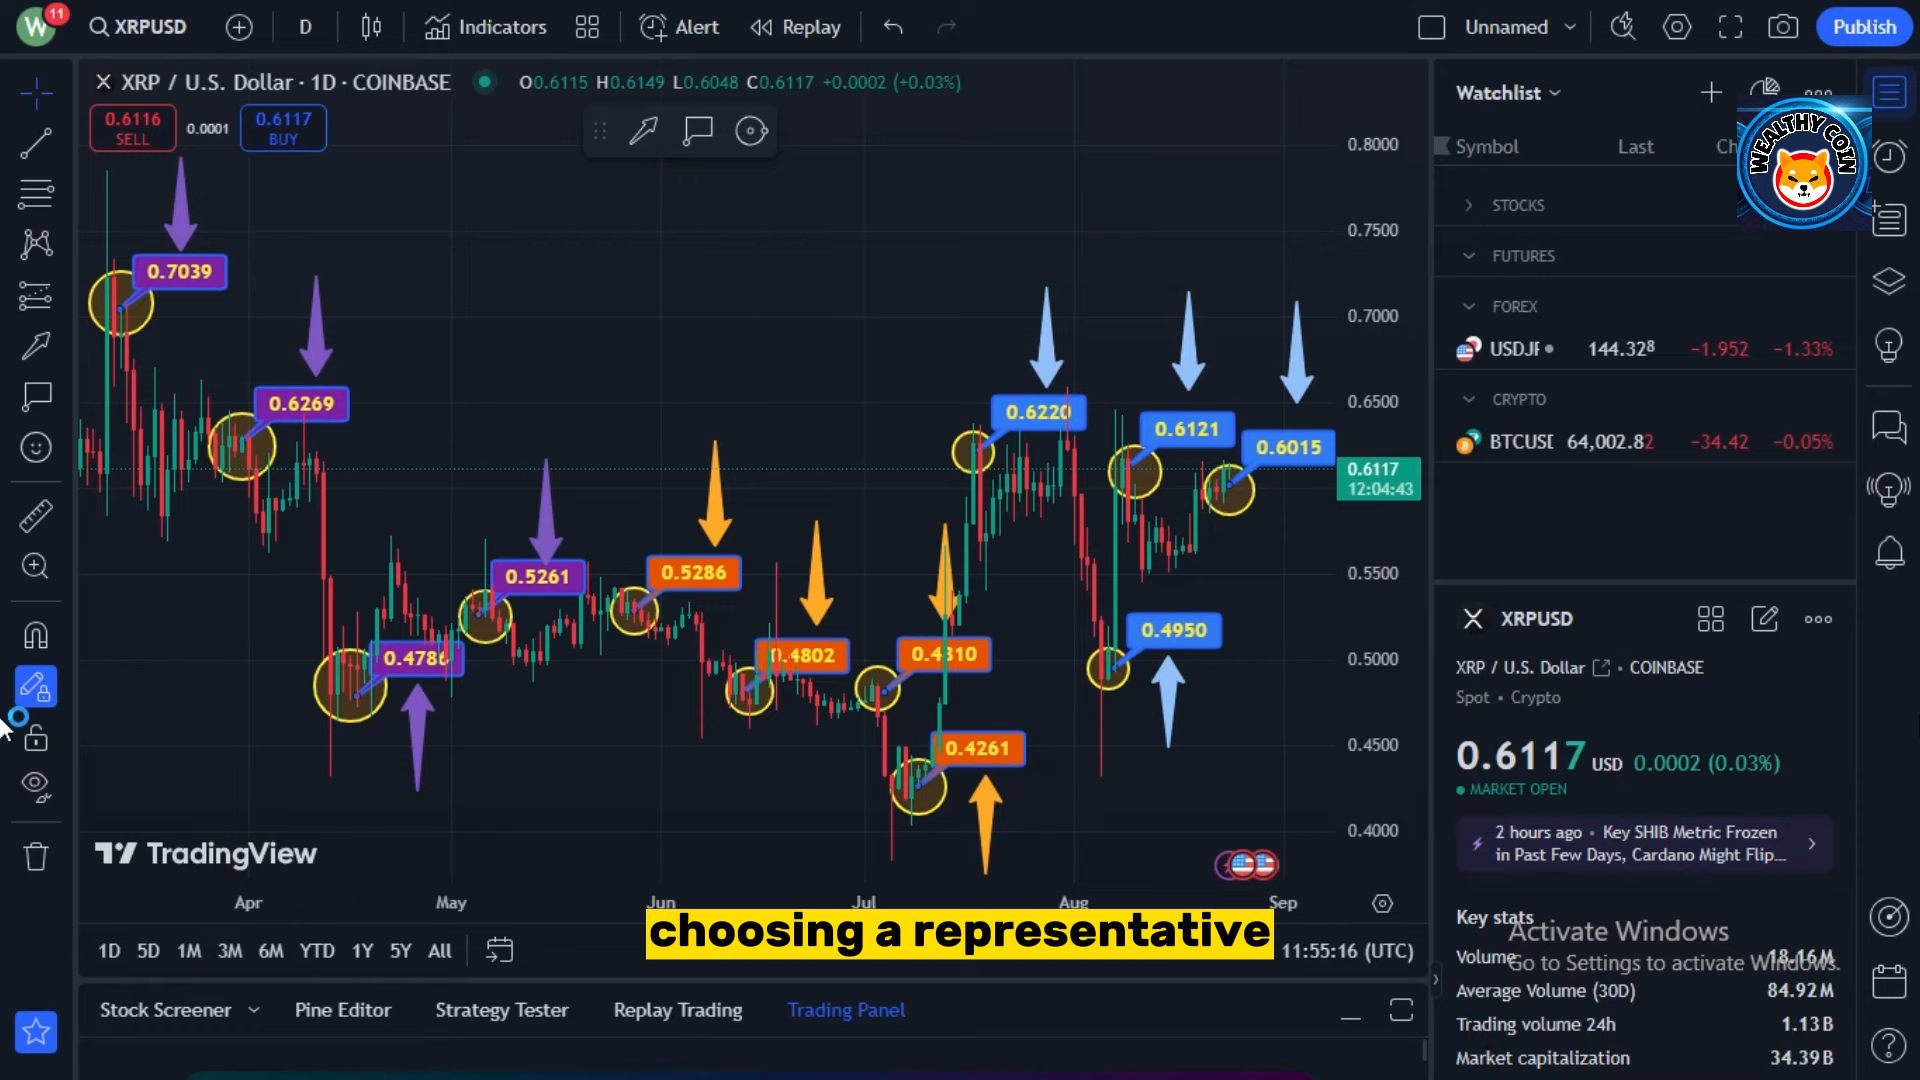 W 11 XRPUSD D Indicators Alert Replay Unnamed Publish
XRP / U.S. Dollar · 1D · COINBASE O0.6115 H0.6149 L0.6048 C0.6117 +0.0002 (+0.03%)
0.6116
SELL
0.0001
0.6117
BUY
0.7039
0.6269
0.4786
0.5261
0.5286
0.4802
0.4810
0.4261
0.6220
0.6121
0.6015
0.4950
0.8000
0.7500
0.7000
0.6500
0.6117
12:04:43
0.5500
0.5000
0.4500
0.4000
TradingView
Apr May Jun Jul Aug Sep
choosing a representative
1D 5D 1M 3M 6M YTD 1Y 5Y All
11:55:16 (UTC)
Stock Screener Pine Editor Strategy Tester Replay Trading Trading Panel
Watchlist
WEALTHY COIN
Symbol Last
STOCKS
FUTURES
FOREX
144.328 −1.952 −1.33%
CRYPTO
64,002.82 −34.42 −0.05%
XRPUSD
XRP / U.S. Dollar • COINBASE
Spot • Crypto
0.6117 USD 0.0002 (0.03%)
MARKET OPEN
2 hours ago • Key SHIB Metric Frozen
in Past Few Days, Cardano Might Flip...
Key stats
Activate Windows
Go to Settings to activate Windows.
Volume 18.16M
Average Volume (30D) 84.92M
Trading volume 24h 1.13B
Market capitalization 34.39B